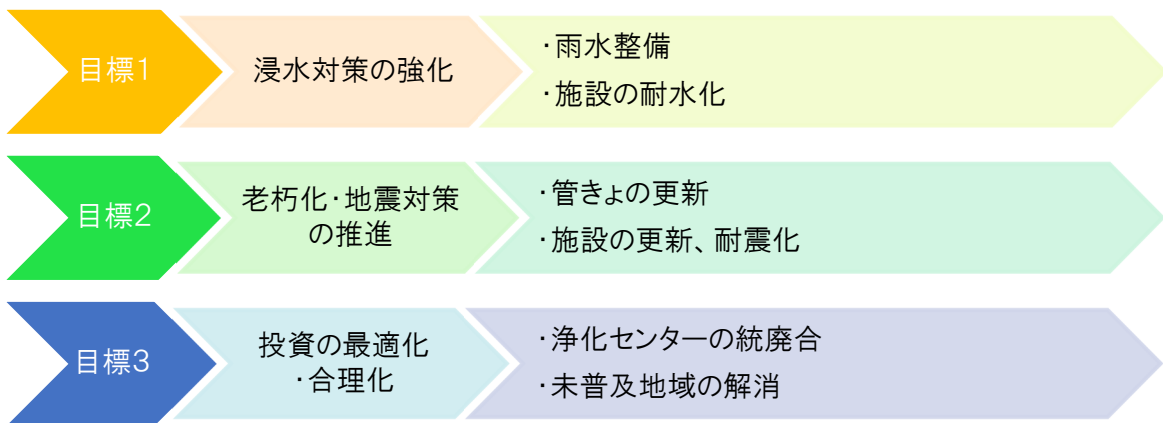 目標1
浸水対策の強化
・雨水整備
・施設の耐水化
目標2
老朽化・地震対策
の推進
・管きょの更新
・施設の更新、耐震化
目標3
投資の最適化
・合理化
・浄化センターの統廃合
・未普及地域の解消